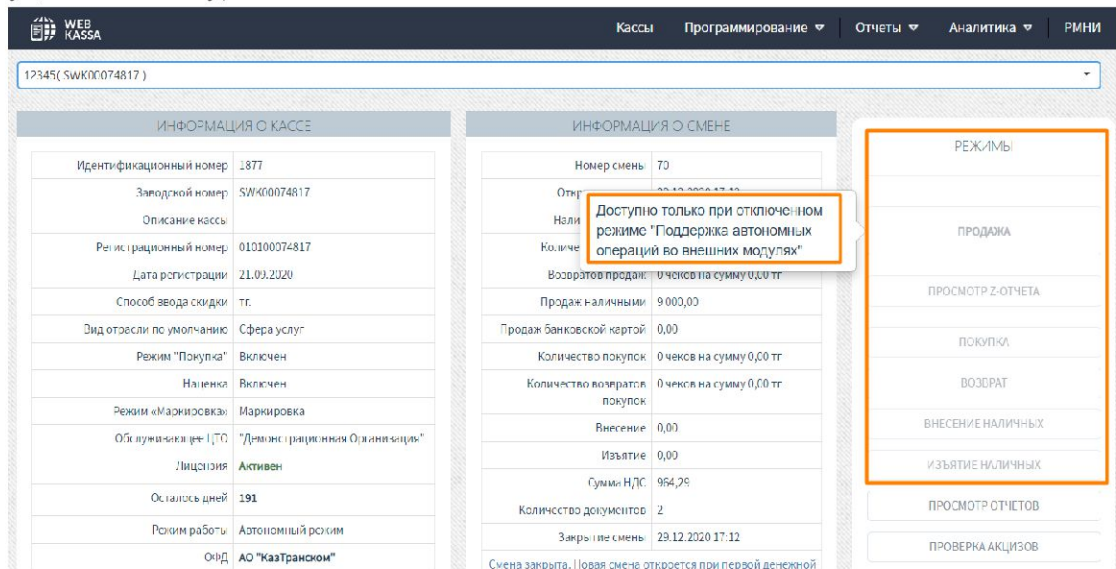 WEB
KASSA
Кассы Программирование Отчеты Аналитика РМНИ
12345( SWK00074817 )
ИНФОРМАЦИЯ О КАССЕ
Идентификационный номер 1877
Заводской номер SWK00074817
Описание кассы
Регистрационный номер 010100074817
Дата регистрации 21.09.2020
Способ ввода скидки тг.
Вид отрасли по умолчанию Сфера услуг
Режим "Покупка" Включен
Наценка Включен
Режим «Маркировка» Маркировка
Обслуживающее ЦТО "Демонстрационная Организация"
Лицензия Активен
Осталось дней 191
Режим работы Автономный режим
ОФД АО "КазТранском"
ИНФОРМАЦИЯ О СМЕНЕ
Номер смены 70
Откр
Нали
Количе
Возвратов продаж 0 чеков на сумму 0,00 тг
Продаж наличными 9 000,00
Продаж банковской картой 0,00
Количество покупок 0 чеков на сумму 0,00 тг
Количество возвратов 0 чеков на сумму 0,00 тг
покупок
Внесение 0,00
Изъятие 0,00
Сумма НДС 964,29
Количество документов 2
Закрытие смены 29.12.2020 17:12
Смена закрыта. Новая смена откроется при первой денежной
Доступно только при отключенном
режиме "Поддержка автономных
операций во внешних модулях"
РЕЖИМЫ
ПРОДАЖА
ПРОСМОТР Z-ОТЧЕТА
ПОКУПКА
ВОЗВРАТ
ВНЕСЕНИЕ НАЛИЧНЫХ
ИЗЪЯТИЕ НАЛИЧНЫХ
ПРОСМОТР ОТЧЕТОВ
ПРОВЕРКА АКЦИЗОВ